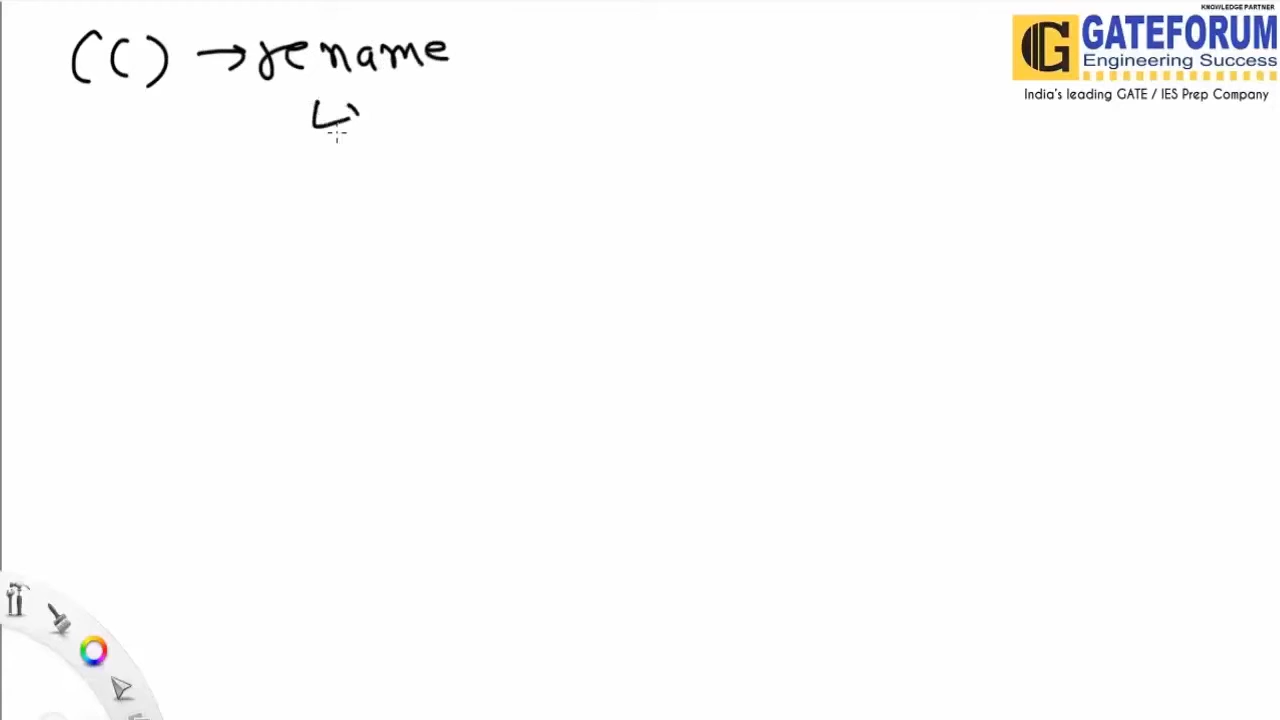 (C) → rename
KNOWLEDGE PARTNER
GATEFORUM
Engineering Success
India's leading GATE / IES Prep Company